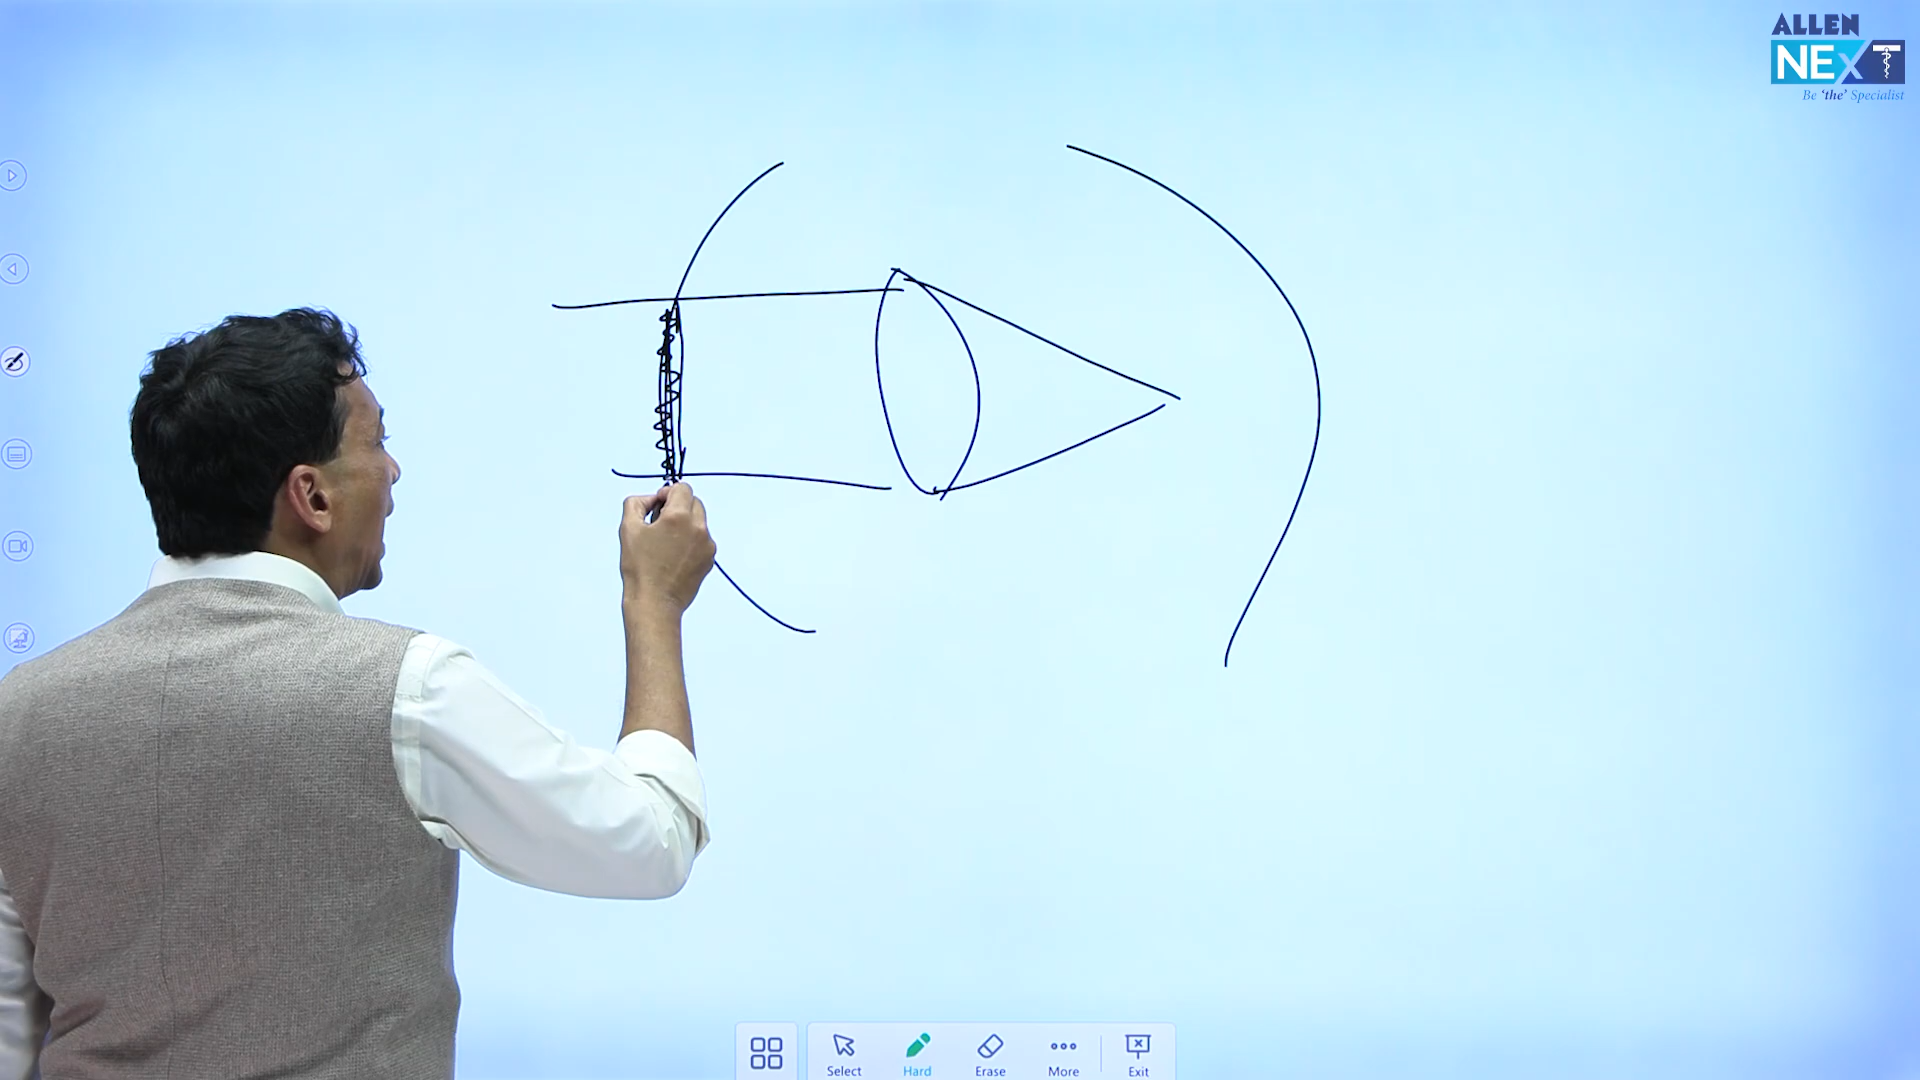 ALLEN
NEXT
Be 'the' Specialist
Select
Hard
Erase
More
Exit